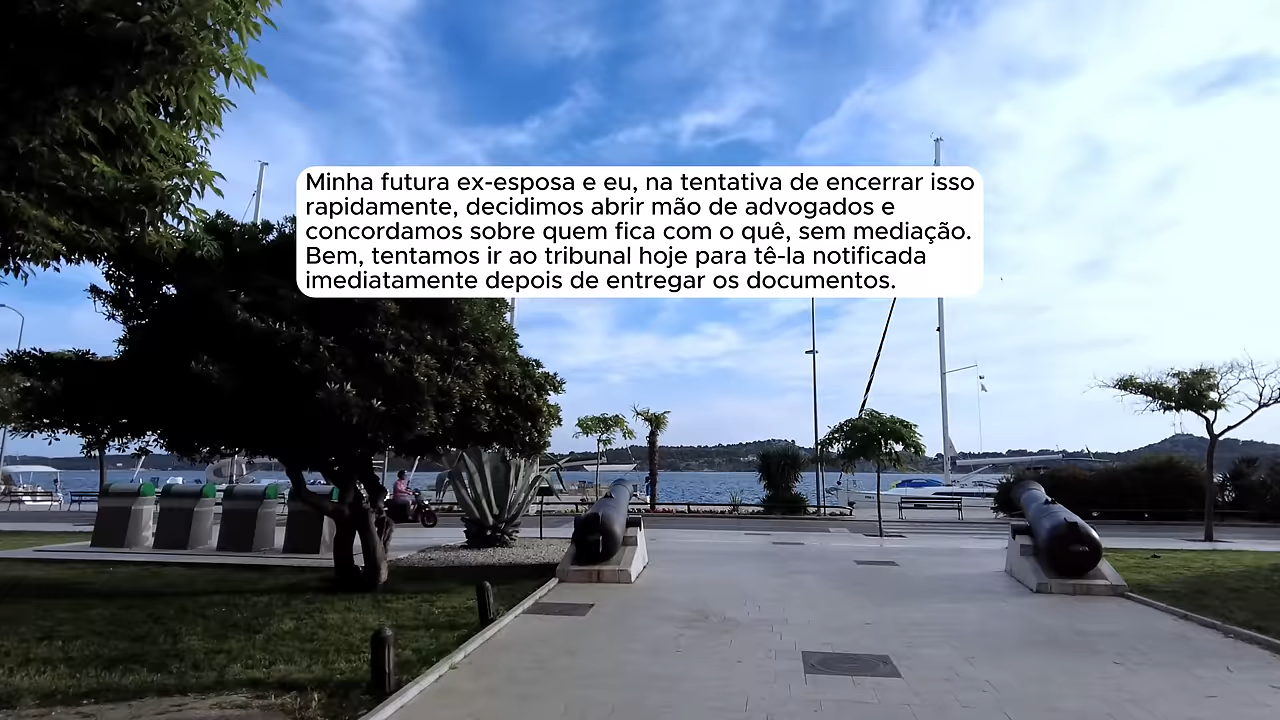 Minha futura ex-esposa e eu, na tentativa de encerrar isso
rapidamente, decidimos abrir mão de advogados e
concordamos sobre quem fica com o quê, sem mediação.
Bem, tentamos ir ao tribunal hoje para tê-la notificada
imediatamente depois de entregar os documentos.